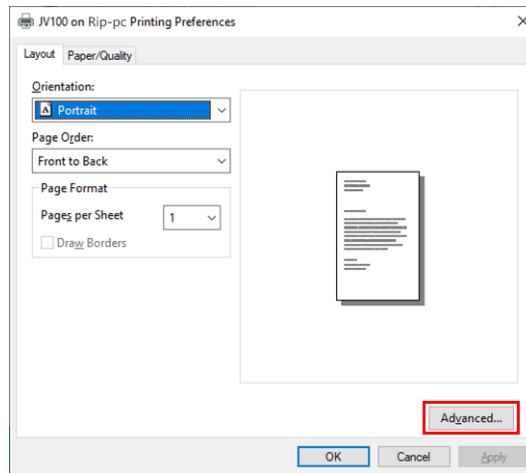 JV100 on Rip-pc Printing Preferences
Layout
Paper/Quality
Orientation:
Portrait
Page Order:
Front to Back
Page Format
Pages per Sheet
1
Draw Borders
Advanced...
OK
Cancel
Apply